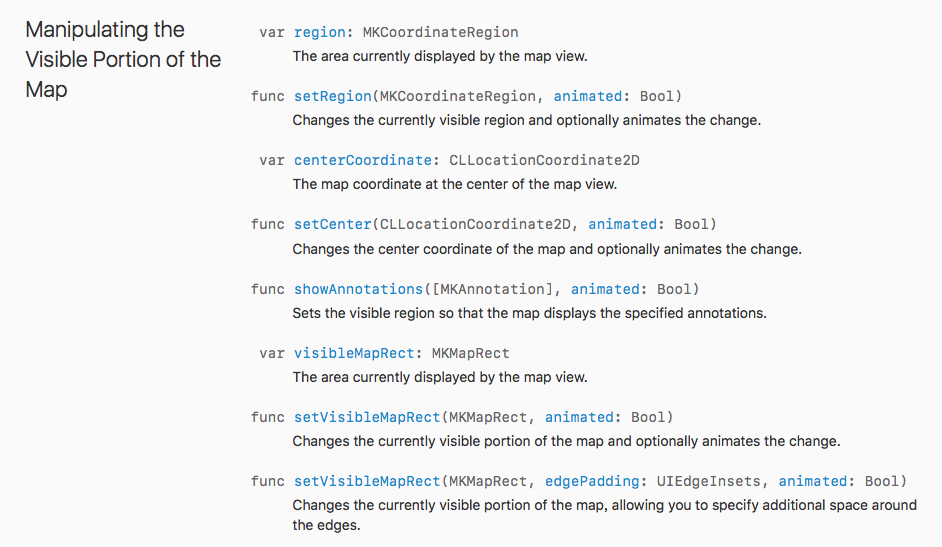 Manipulating the
Visible Portion of the
Map
var region: MKCoordinateRegion
The area currently displayed by the map view.
func setRegion(MKCoordinateRegion, animated: Bool)
Changes the currently visible region and optionally animates the change.
var centerCoordinate: CLLocationCoordinate2D
The map coordinate at the center of the map view.
func setCenter(CLLocationCoordinate2D, animated: Bool)
Changes the center coordinate of the map and optionally animates the change.
func showAnnotations([MKAnnotation], animated: Bool)
Sets the visible region so that the map displays the specified annotations.
var visibleMapRect: MKMapRect
The area currently displayed by the map view.
func setVisibleMapRect(MKMapRect, animated: Bool)
Changes the currently visible portion of the map and optionally animates the change.
func setVisibleMapRect(MKMapRect, edgePadding: UIEdgeInsets, animated: Bool)
Changes the currently visible portion of the map, allowing you to specify additional space around
the edges.